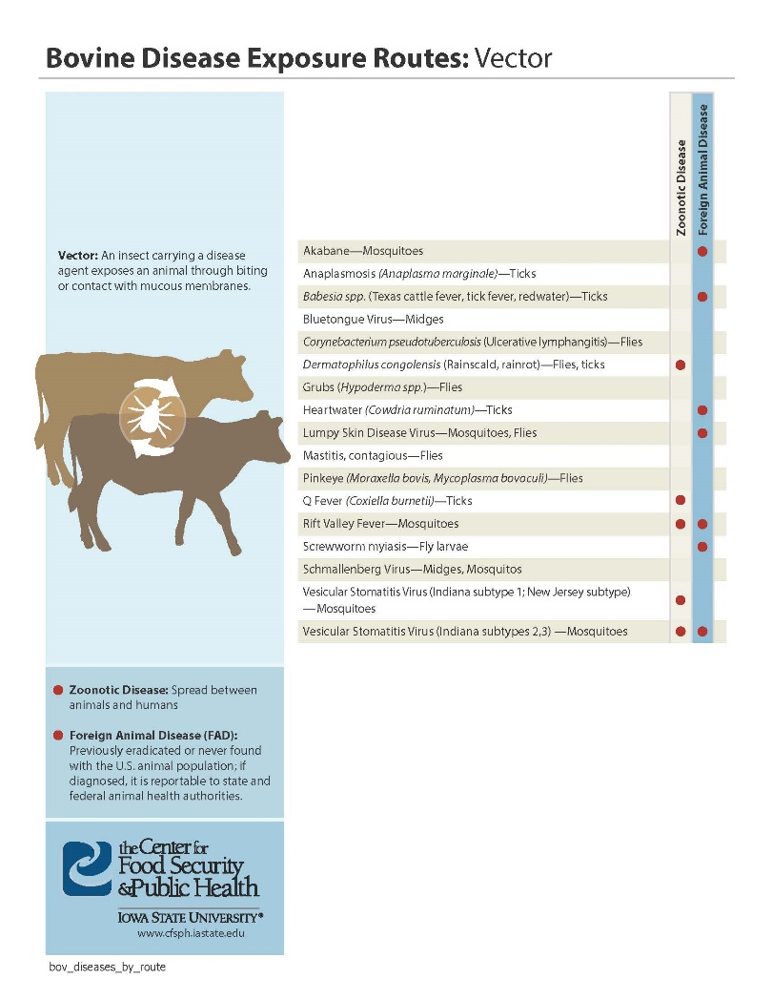 Bovine Disease Exposure Routes: Vector
Zoonotic Disease
Foreign Animal Disease
Vector: An insect carrying a disease
agent exposes an animal through biting
or contact with mucous membranes.
Akabane—Mosquitoes
Anaplasmosis (Anaplasma marginale)—Ticks
Babesia spp. (Texas cattle fever, tick fever, redwater)—Ticks
Bluetongue Virus—Midges
Corynebacterium pseudotuberculosis (Ulcerative lymphangitis)—Flies
Dermatophilus congolensis (Rainscald, rainrot)—Flies, ticks
Grubs (Hypoderma spp.)—Flies
Heartwater (Cowdria ruminatum)—Ticks
Lumpy Skin Disease Virus—Mosquitoes, Flies
Mastitis, contagious—Flies
Pinkeye (Moraxella bovis, Mycoplasma bovoculi)—Flies
Q Fever (Coxiella burnetii)—Ticks
Rift Valley Fever—Mosquitoes
Screwworm myiasis—Fly larvae
Schmallenberg Virus—Midges, Mosquitos
Vesicular Stomatitis Virus (Indiana subtype 1; New Jersey subtype)
—Mosquitoes
Vesicular Stomatitis Virus (Indiana subtypes 2,3) —Mosquitoes
Zoonotic Disease: Spread between
animals and humans
Foreign Animal Disease (FAD):
Previously eradicated or never found
with the U.S. animal population; if
diagnosed, it is reportable to state and
federal animal health authorities.
the Center for
Food Security
&Public Health
IOWA STATE UNIVERSITY®
www.cfsph.iastate.edu
bov_diseases_by_route